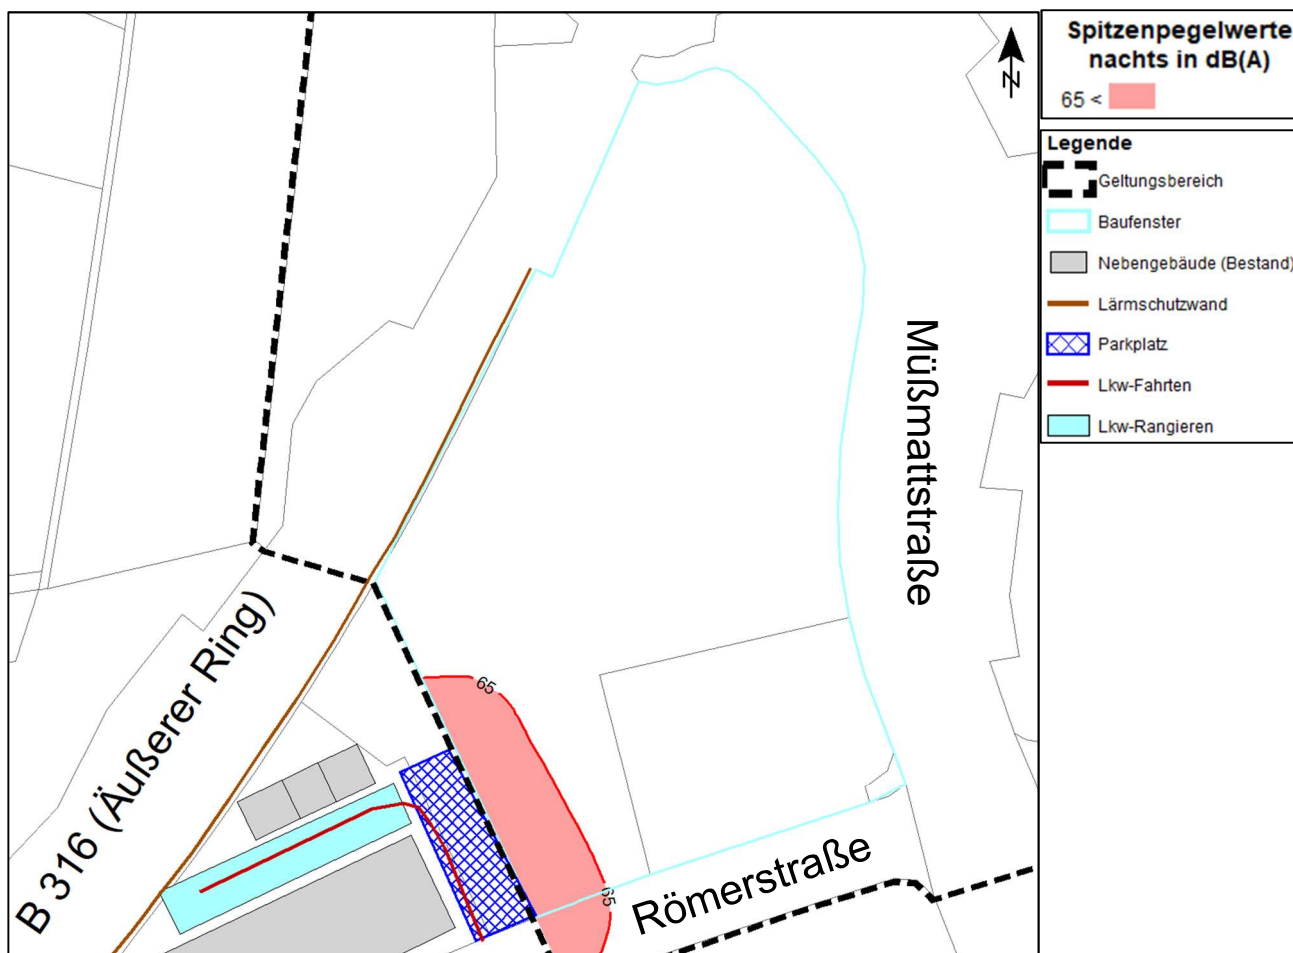 Spitzenpegelwerte
nachts in dB(A)
65 <
Legende
Geltungsbereich
Baufenster
Nebengebäude (Bestand)
Lärmschutzwand
Parkplatz
Lkw-Fahrten
Lkw-Rangieren
N
Müßmattstraße
B 316 (Äußerer Ring)
65
65
Römerstraße